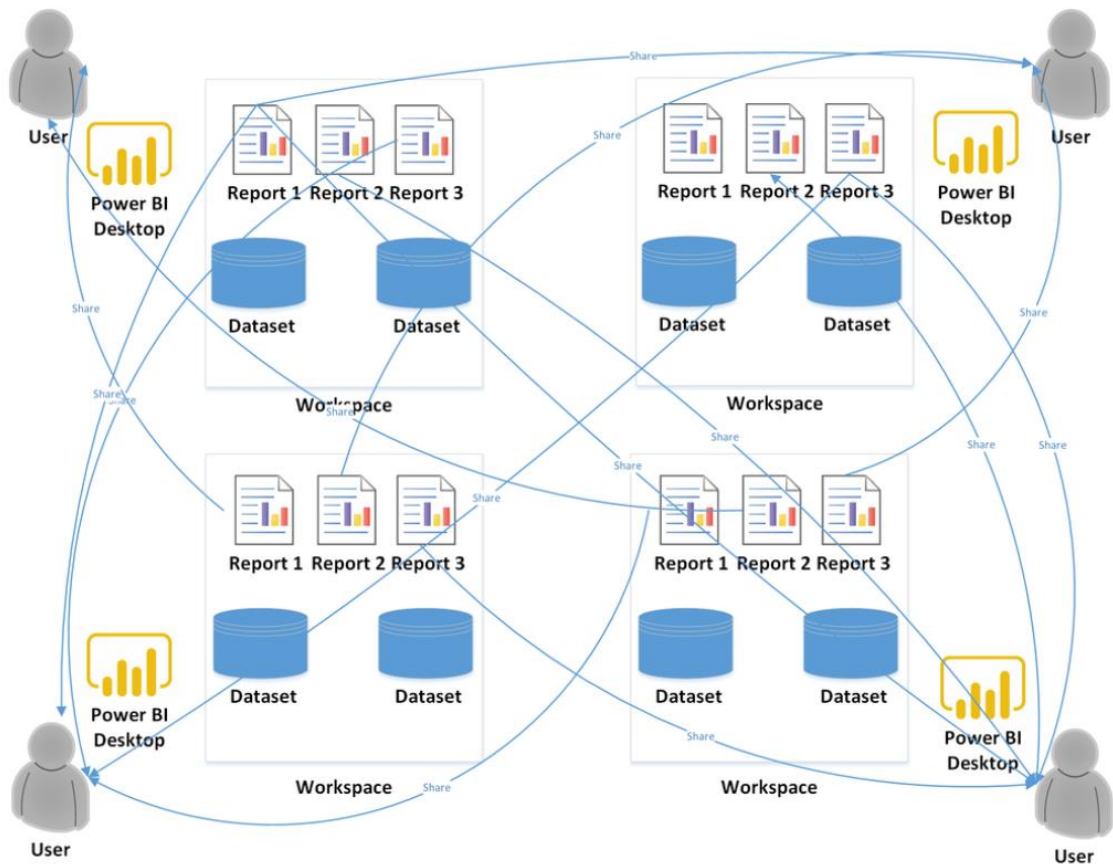 Share
User
User
Share
Report 1 Report 2 Report 3
Report 1 Report 2 Report 3
Power BI
Desktop
Power BI
Desktop
Share
Share
Dataset
Dataset
Dataset
Dataset
Share
Share
Workspace
Workspace
Share
Share
Share
Share
Share
Share
Share
Report 1 Report 2 Report 3
Report 1 Report 2 Report 3
Dataset
Dataset
Dataset
Dataset
Power BI
Desktop
Power BI
Desktop
Share
Share
Workspace
Workspace
User
User